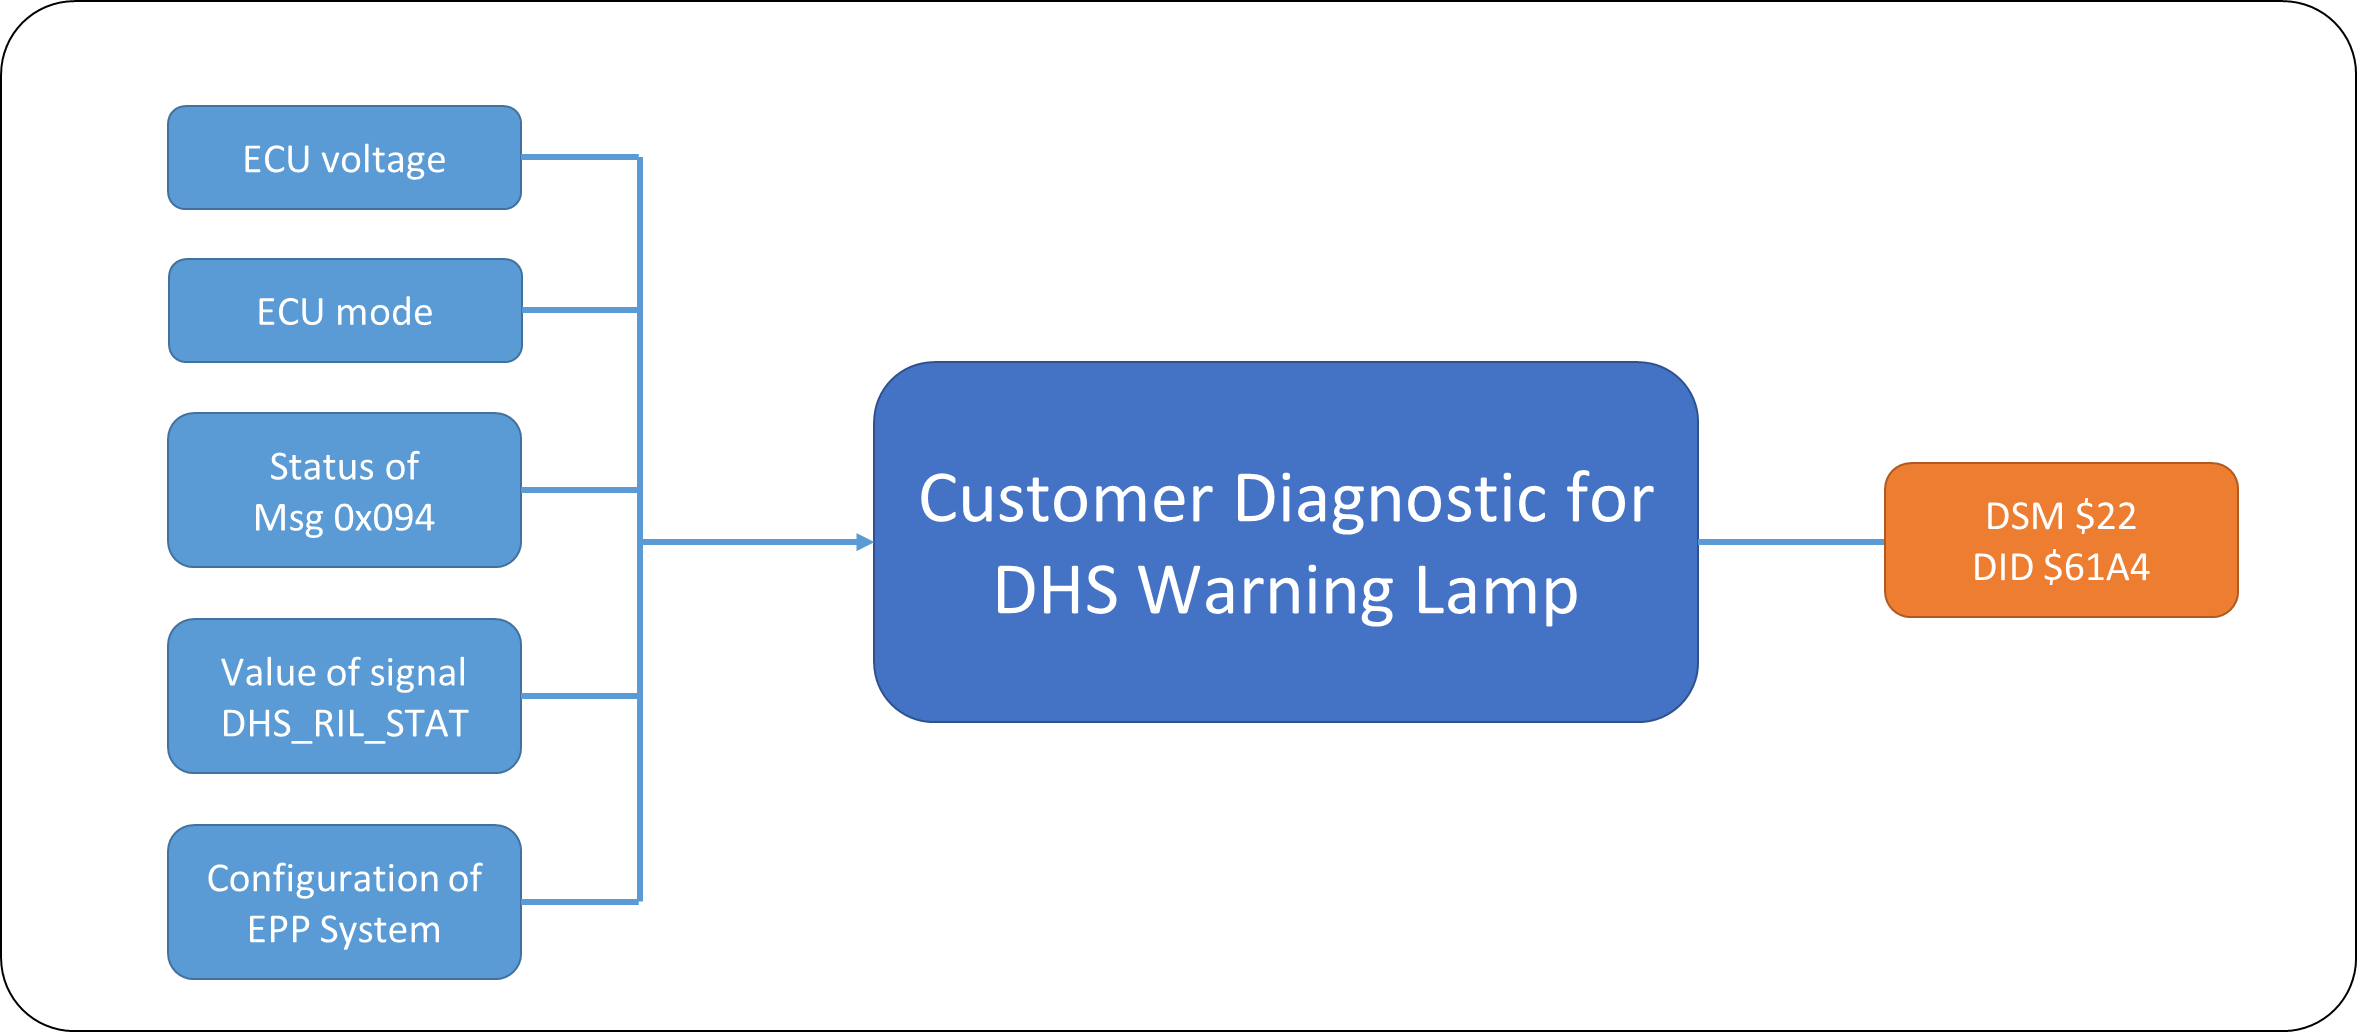 ECU voltage
ECU mode
Status of
Msg 0x094
Value of signal
DHS_RIL_STAT
Configuration of
EPP System
Customer Diagnostic for
DHS Warning Lamp
DSM $22
DID $61A4